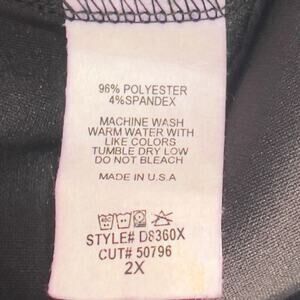 96% POLYESTER
4%SPANDEX
MACHINE WASH
WARM WATER WITH
LIKE COLORS
TUMBLE DRY LOW
DO NOT BLEACH
MADE IN U.S.A
STYLE# D8360X
CUT# 50796
2X